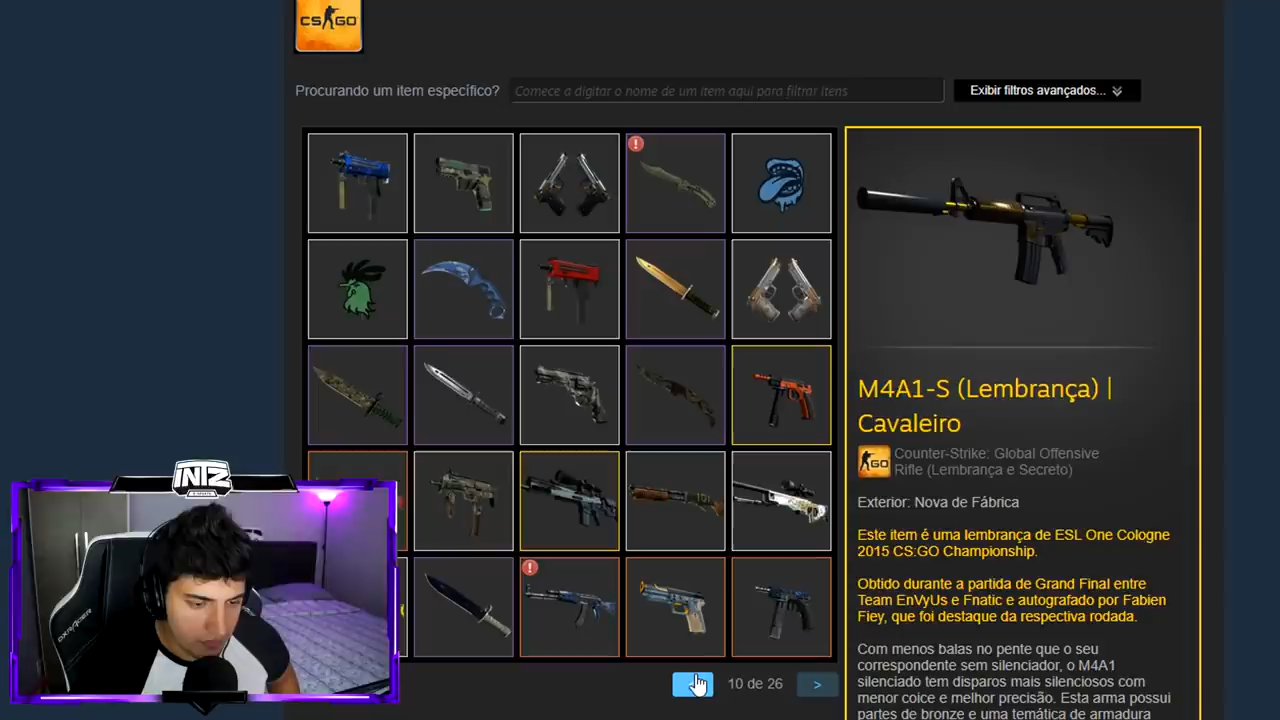 CS GO
Procurando um item específico?
Comece a digitar o nome de um item aqui para filtrar itens
Exibir filtros avançados...
M4A1-S (Lembrança) |
Cavaleiro
GO
Counter-Strike: Global Offensive
Rifle (Lembrança e Secreto)
Exterior: Nova de Fábrica
Este item é uma lembrança de ESL One Cologne
2015 CS:GO Championship.
Obtido durante a partida de Grand Final entre
Team EnVyUs e Fnatic e autografado por Fabien
Fiey, que foi destaque da respectiva rodada.
Com menos balas no pente que o seu
correspondente sem silenciador, o M4A1
silenciado tem disparos mais silenciosos com
menor coice e melhor precisão. Esta arma possui
partes de bronze e uma temática de armadura
10 de 26
>
INTZ
DXRACER